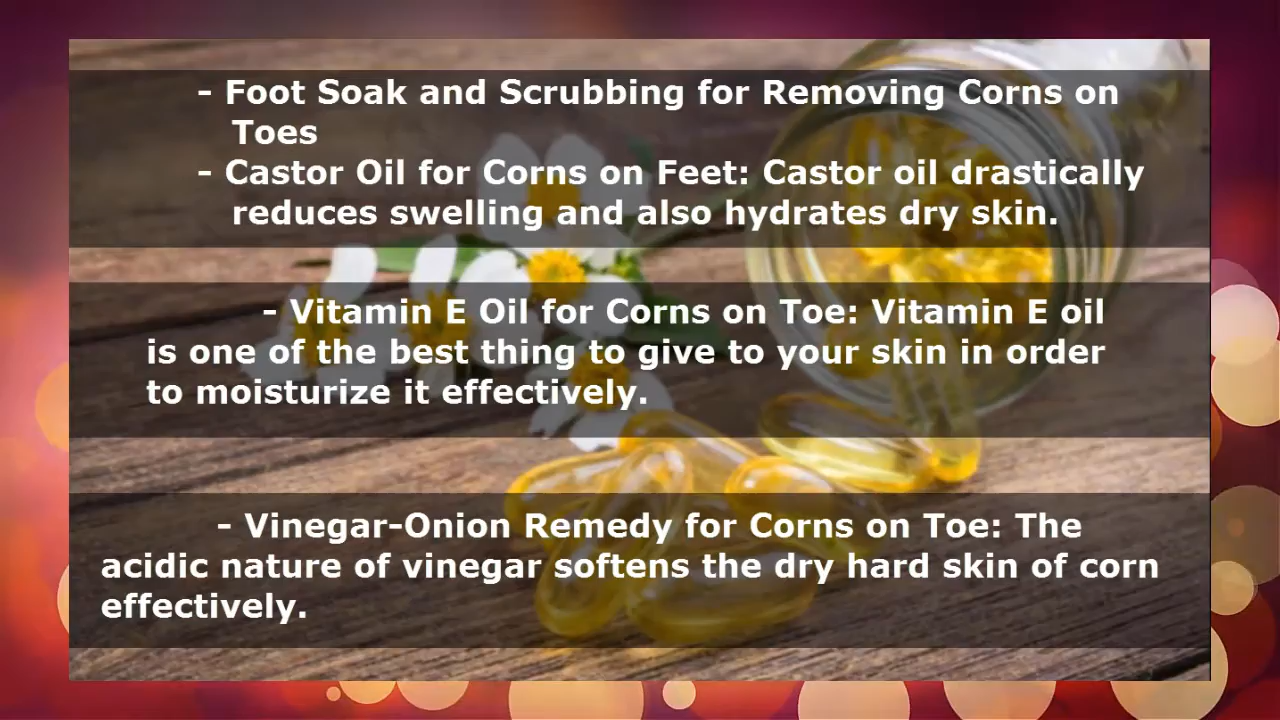 - Foot Soak and Scrubbing for Removing Corns on
Toes
- Castor Oil for Corns on Feet: Castor oil drastically
reduces swelling and also hydrates dry skin.
- Vitamin E Oil for Corns on Toe: Vitamin E oil
is one of the best thing to give to your skin in order
to moisturize it effectively.
- Vinegar-Onion Remedy for Corns on Toe: The
acidic nature of vinegar softens the dry hard skin of corn
effectively.